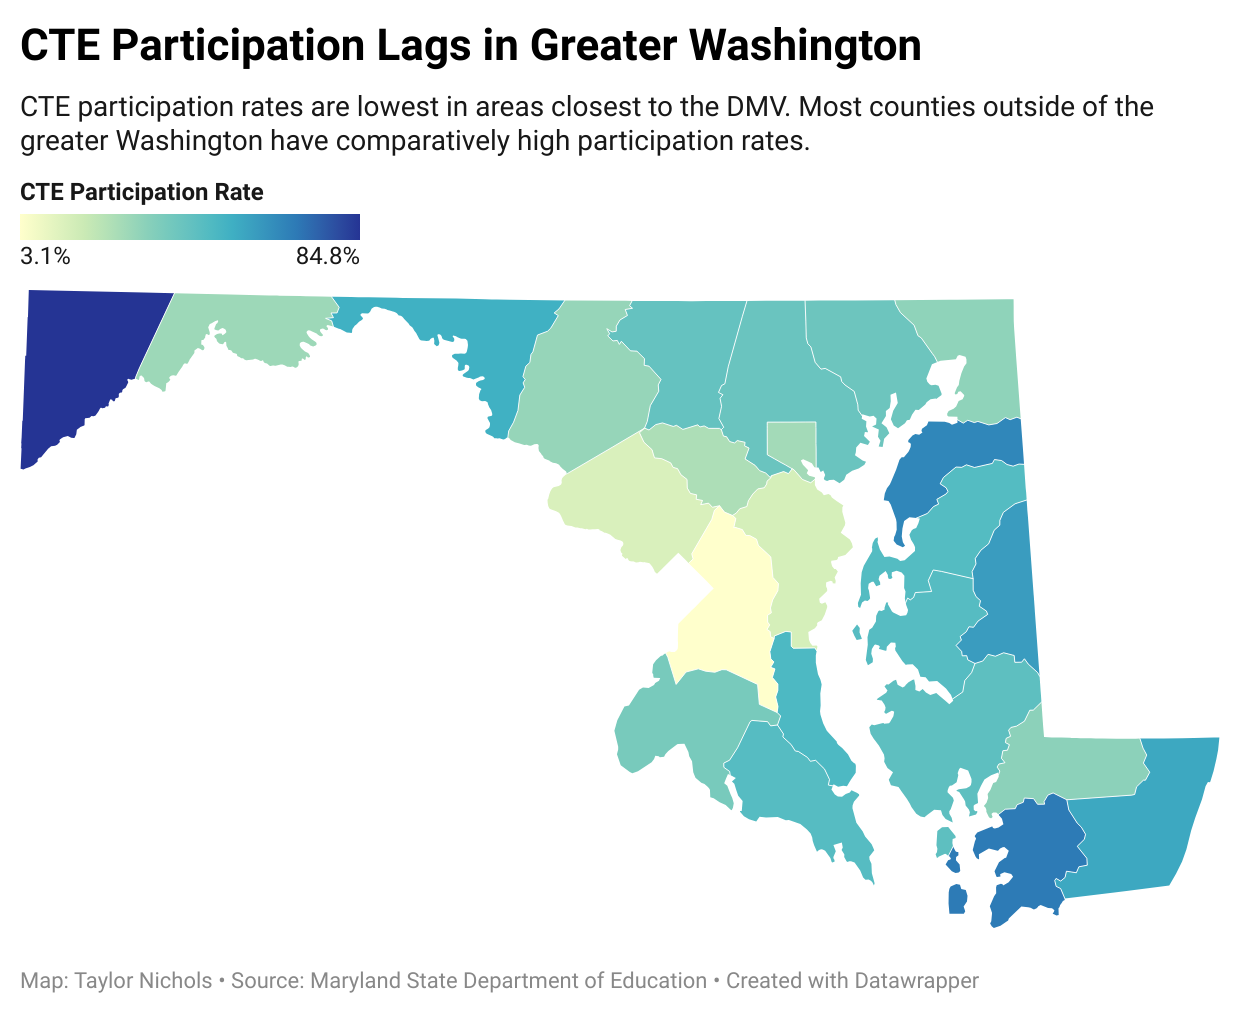 CTE Participation Lags in Greater Washington
CTE participation rates are lowest in areas closest to the DMV. Most counties outside of the
greater Washington have comparatively high participation rates.
CTE Participation Rate
3.1% 84.8%
Map: Taylor Nichols • Source: Maryland State Department of Education • Created with Datawrapper